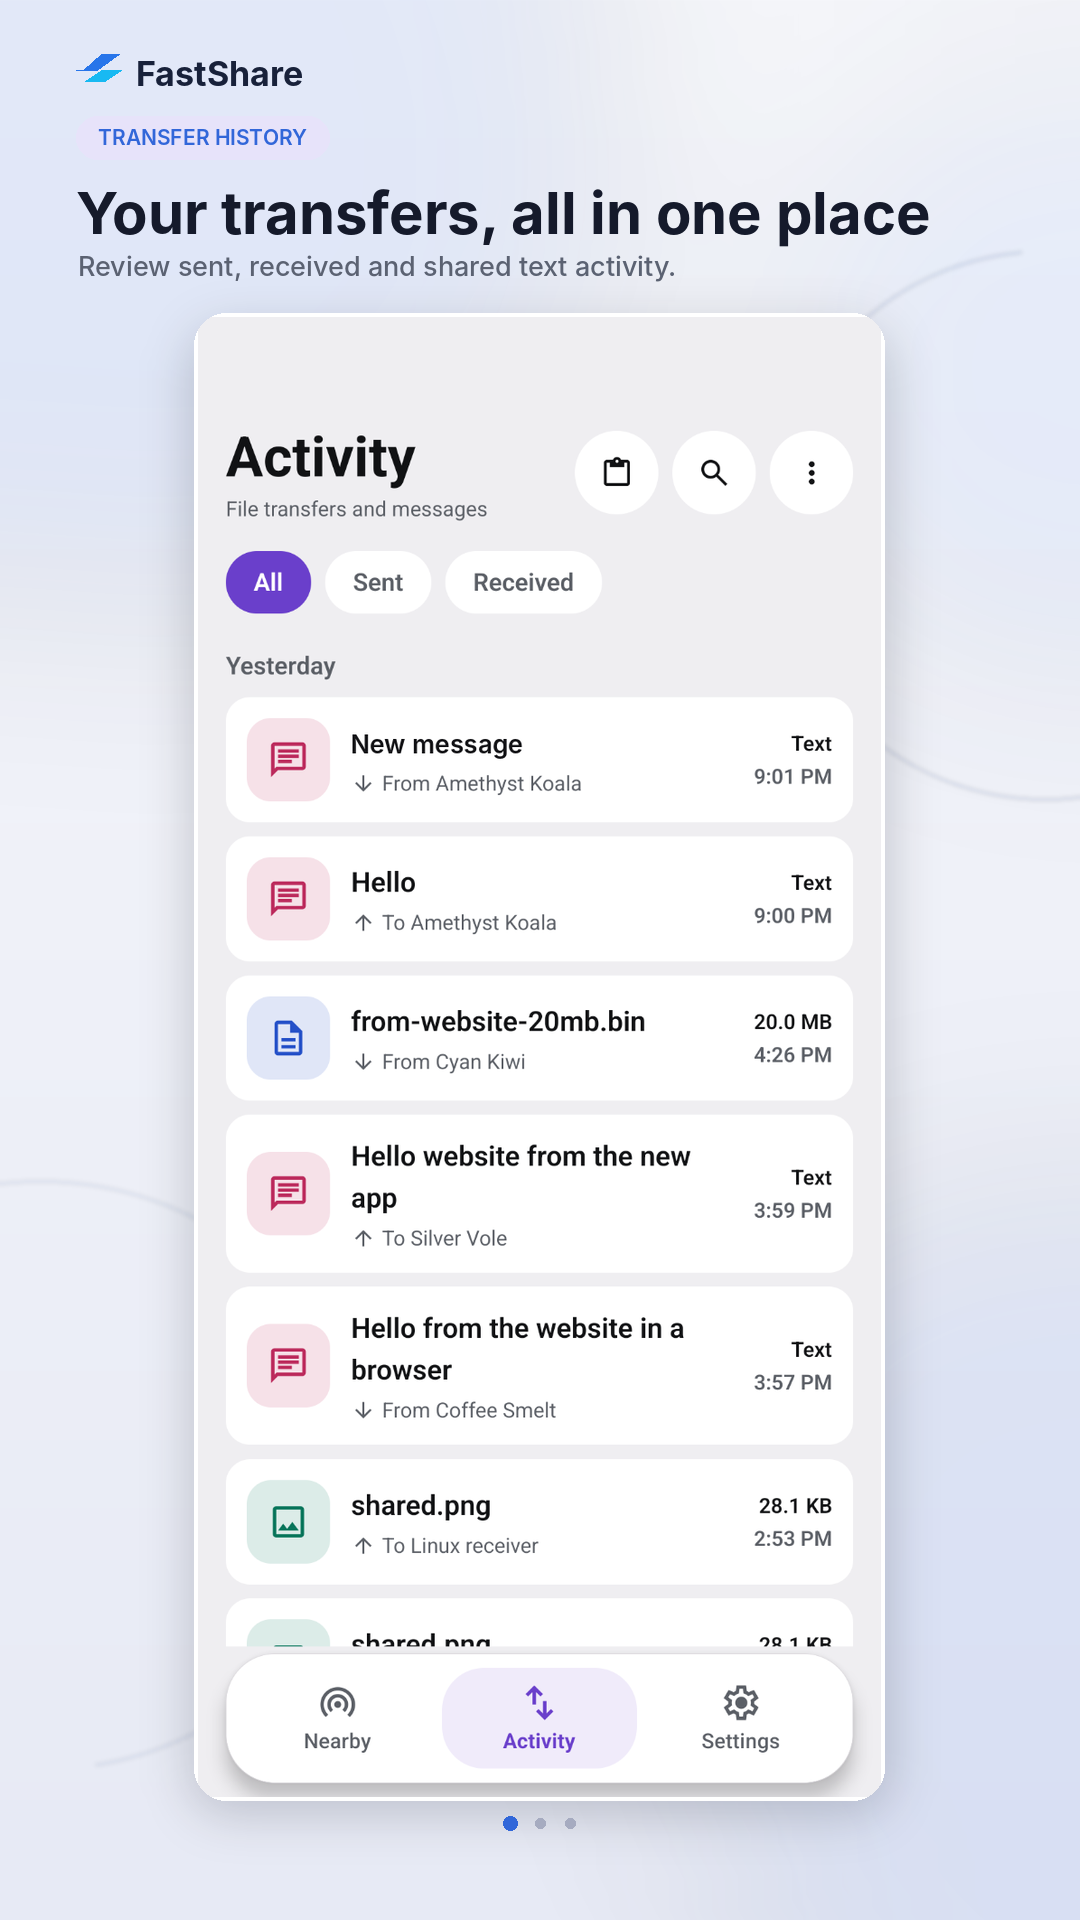 FastShare
TRANSFER HISTORY
Your transfers, all in one place
Review sent, received and shared text activity.
Activity
File transfers and messages
All
Sent
Received
Yesterday
New message
From Amethyst Koala
Text
9:01 PM
Hello
To Amethyst Koala
Text
9:00 PM
from-website-20mb.bin
From Cyan Kiwi
20.0 MB
4:26 PM
Hello website from the new
app
To Silver Vole
Text
3:59 PM
Hello from the website in a
browser
From Coffee Smelt
Text
3:57 PM
shared.png
To Linux receiver
28.1 KB
2:53 PM
shared.png
28.1 KB
Nearby
Activity
Settings